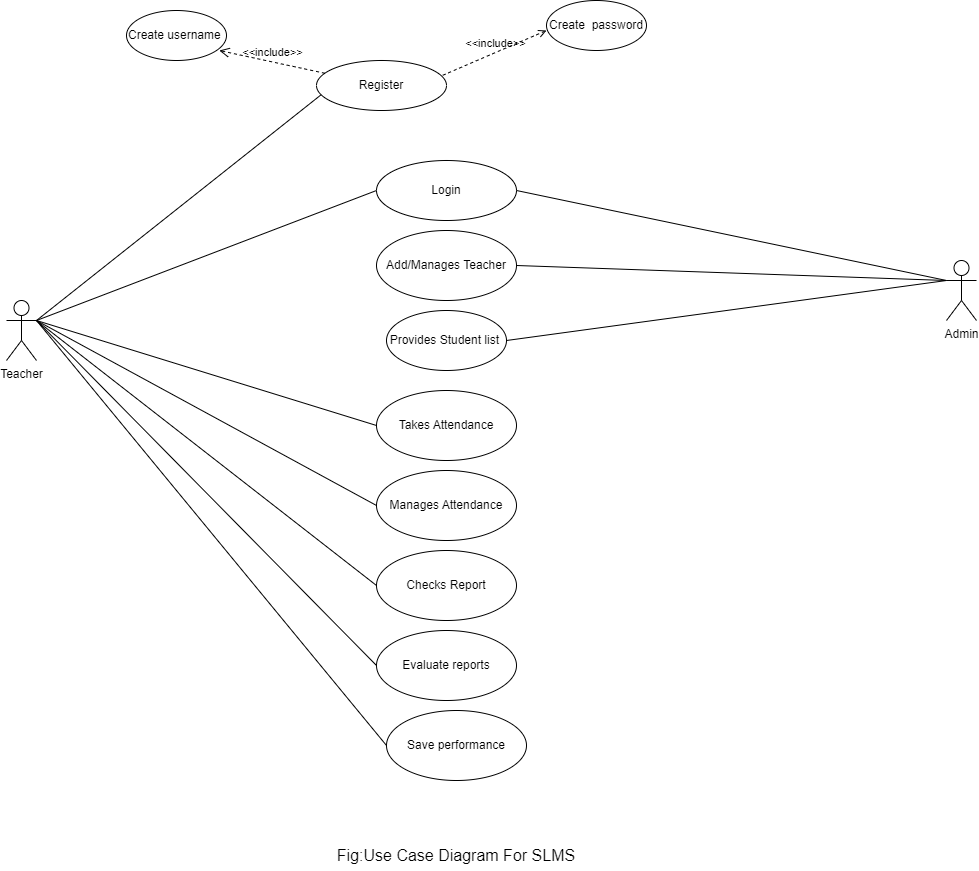 Create username
Create  password
<<include>>
<<include>>
Register
Login
Add/Manages Teacher
Provides Student list
Admin
Teacher
Takes Attendance
Manages Attendance
Checks Report
Evaluate reports
Save performance
Fig:Use Case Diagram For SLMS